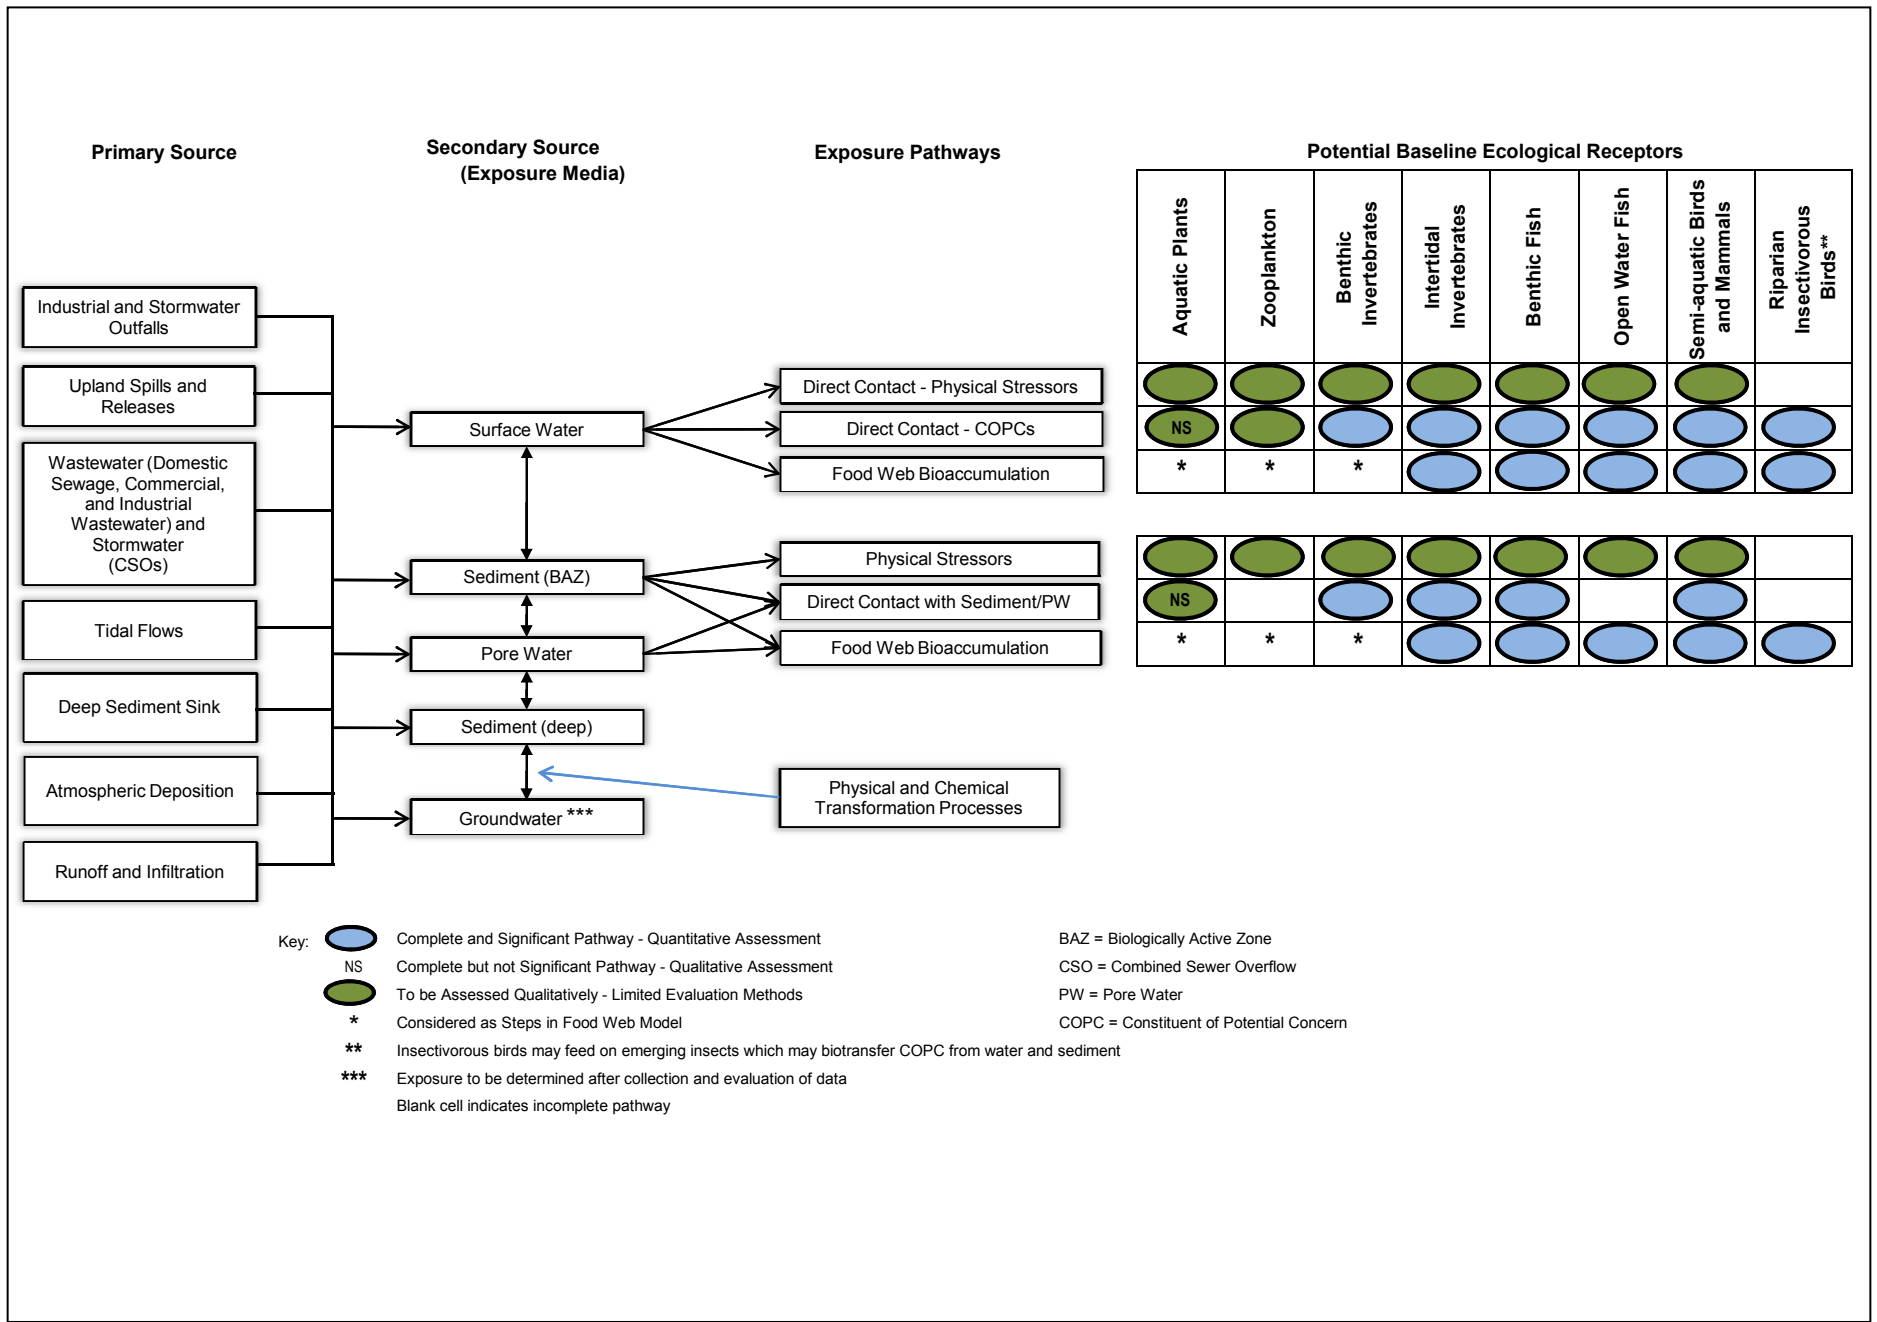 Primary Source
Secondary Source
(Exposure Media)
Exposure Pathways
Potential Baseline Ecological Receptors
Aquatic Plants
Zooplankton
Benthic
Invertebrates
Intertidal
Invertebrates
Benthic Fish
Open Water Fish
Semi-aquatic Birds
and Mammals
Riparian
Insectivorous
Birds**
Industrial and Stormwater
Outfalls
Upland Spills and
Releases
Wastewater (Domestic
Sewage, Commercial,
and Industrial
Wastewater) and
Stormwater
(CSOs)
Tidal Flows
Deep Sediment Sink
Atmospheric Deposition
Runoff and Infiltration
Surface Water
Sediment (BAZ)
Pore Water
Sediment (deep)
Groundwater ***
Direct Contact - Physical Stressors
Direct Contact - COPCs
NS
Food Web Bioaccumulation
* * *
Physical Stressors
Direct Contact with Sediment/PW
NS
Food Web Bioaccumulation
* * *
Physical and Chemical
Transformation Processes
Key:
Complete and Significant Pathway - Quantitative Assessment
NS Complete but not Significant Pathway - Qualitative Assessment
To be Assessed Qualitatively - Limited Evaluation Methods
* Considered as Steps in Food Web Model
** Insectivorous birds may feed on emerging insects which may biotransfer COPC from water and sediment
*** Exposure to be determined after collection and evaluation of data
Blank cell indicates incomplete pathway
BAZ = Biologically Active Zone
CSO = Combined Sewer Overflow
PW = Pore Water
COPC = Constituent of Potential Concern